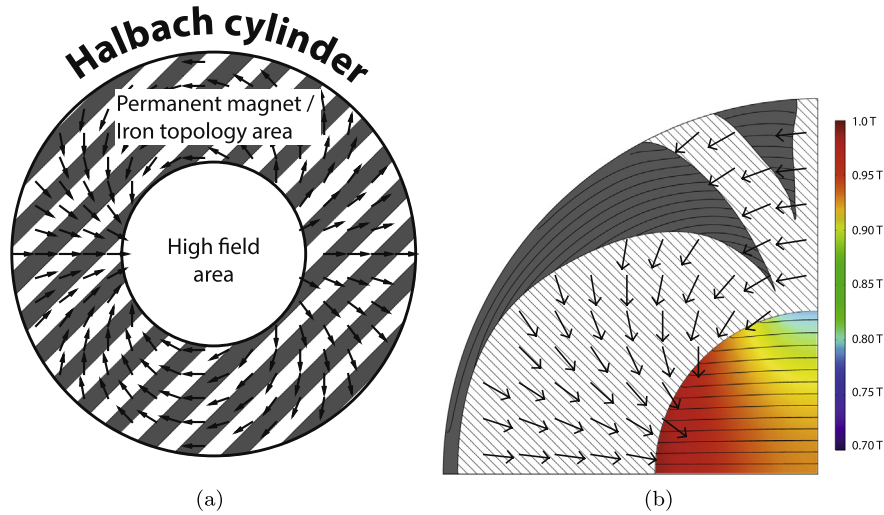 Halbach cylinder
Permanent magnet /
Iron topology area
High field
area
(a)
1.0 T
0.95 T
0.90 T
0.85 T
0.80 T
0.75 T
0.70 T
(b)